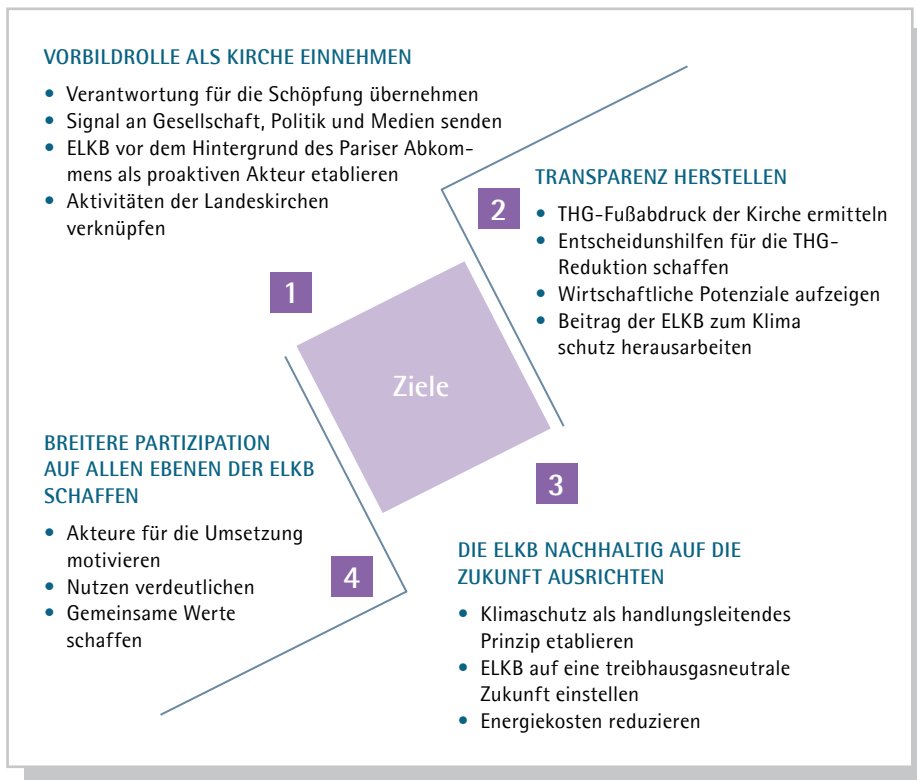 VORBILDROLLE ALS KIRCHE EINNEHMEN
• Verantwortung für die Schöpfung übernehmen
• Signal an Gesellschaft, Politik und Medien senden
• ELKB vor dem Hintergrund des Pariser Abkom-
mens als proaktiven Akteur etablieren
• Aktivitäten der Landeskirchen
verknüpfen
1
2
TRANSPARENZ HERSTELLEN
• THG-Fußabdruck der Kirche ermitteln
• Entscheidunshilfen für die THG-
Reduktion schaffen
• Wirtschaftliche Potenziale aufzeigen
• Beitrag der ELKB zum Klima
schutz herausarbeiten
Ziele
3
DIE ELKB NACHHALTIG AUF DIE
ZUKUNFT AUSRICHTEN
• Klimaschutz als handlungsleitendes
Prinzip etablieren
• ELKB auf eine treibhausgasneutrale
Zukunft einstellen
• Energiekosten reduzieren
BREITERE PARTIZIPATION
AUF ALLEN EBENEN DER ELKB
SCHAFFEN
• Akteure für die Umsetzung
motivieren
• Nutzen verdeutlichen
• Gemeinsame Werte
schaffen
4